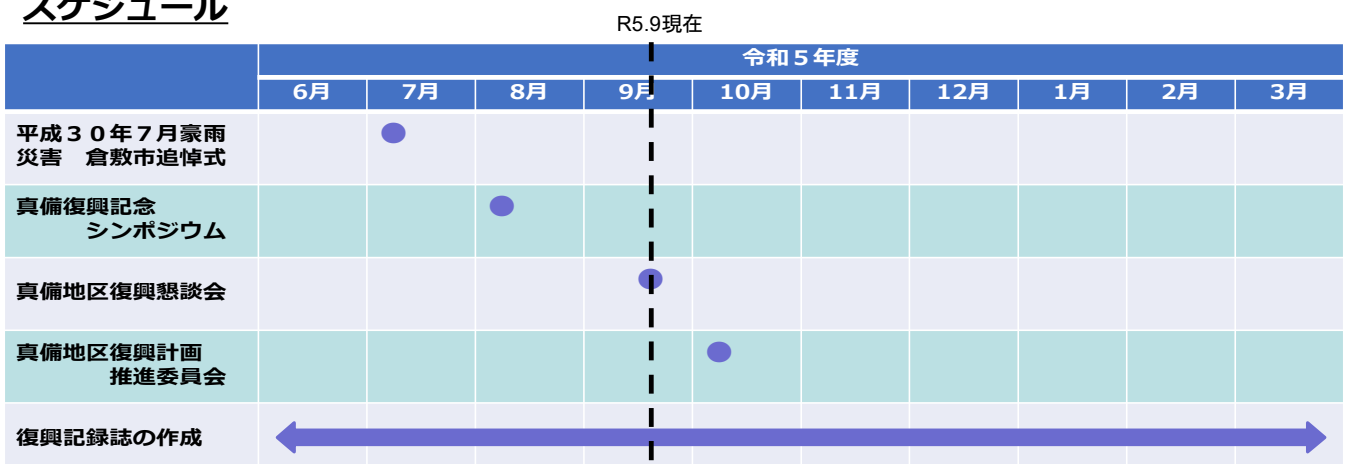 スケジュール
R5.9現在
令和５年度
6月 7月 8月 9月 10月 11月 12月 1月 2月 3月
平成３０年７月豪雨
災害　倉敷市追悼式
真備復興記念
シンポジウム
真備地区復興懇談会
真備地区復興計画
推進委員会
復興記録誌の作成